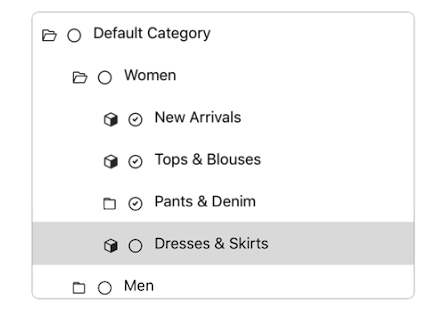 Default Category
Women
New Arrivals
Tops & Blouses
Pants & Denim
Dresses & Skirts
Men